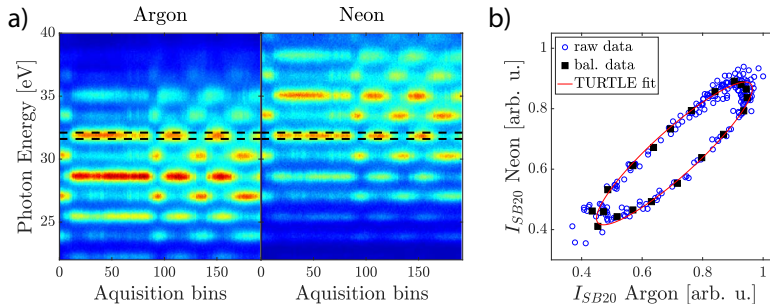 a)
Argon
Neon
Photon Energy [eV]
40
35
30
25
0 50 100 150
0 50 100 150
Aquisition bins
Aquisition bins
b)
raw data
bal. data
TURTLE fit
I_SB20 Neon [arb. u.]
1
0.8
0.6
0.4
0.4 0.6 0.8 1
I_SB20 Argon [arb. u.]